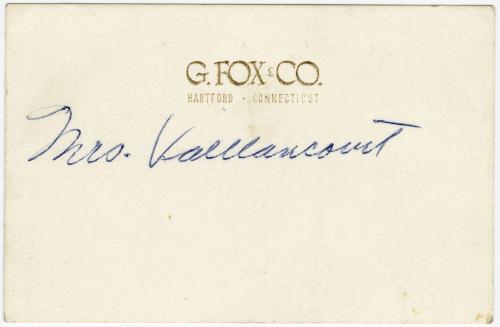 G. FOX & CO.
HARTFORD - CONNECTICUT
Mrs. Vaillancourt